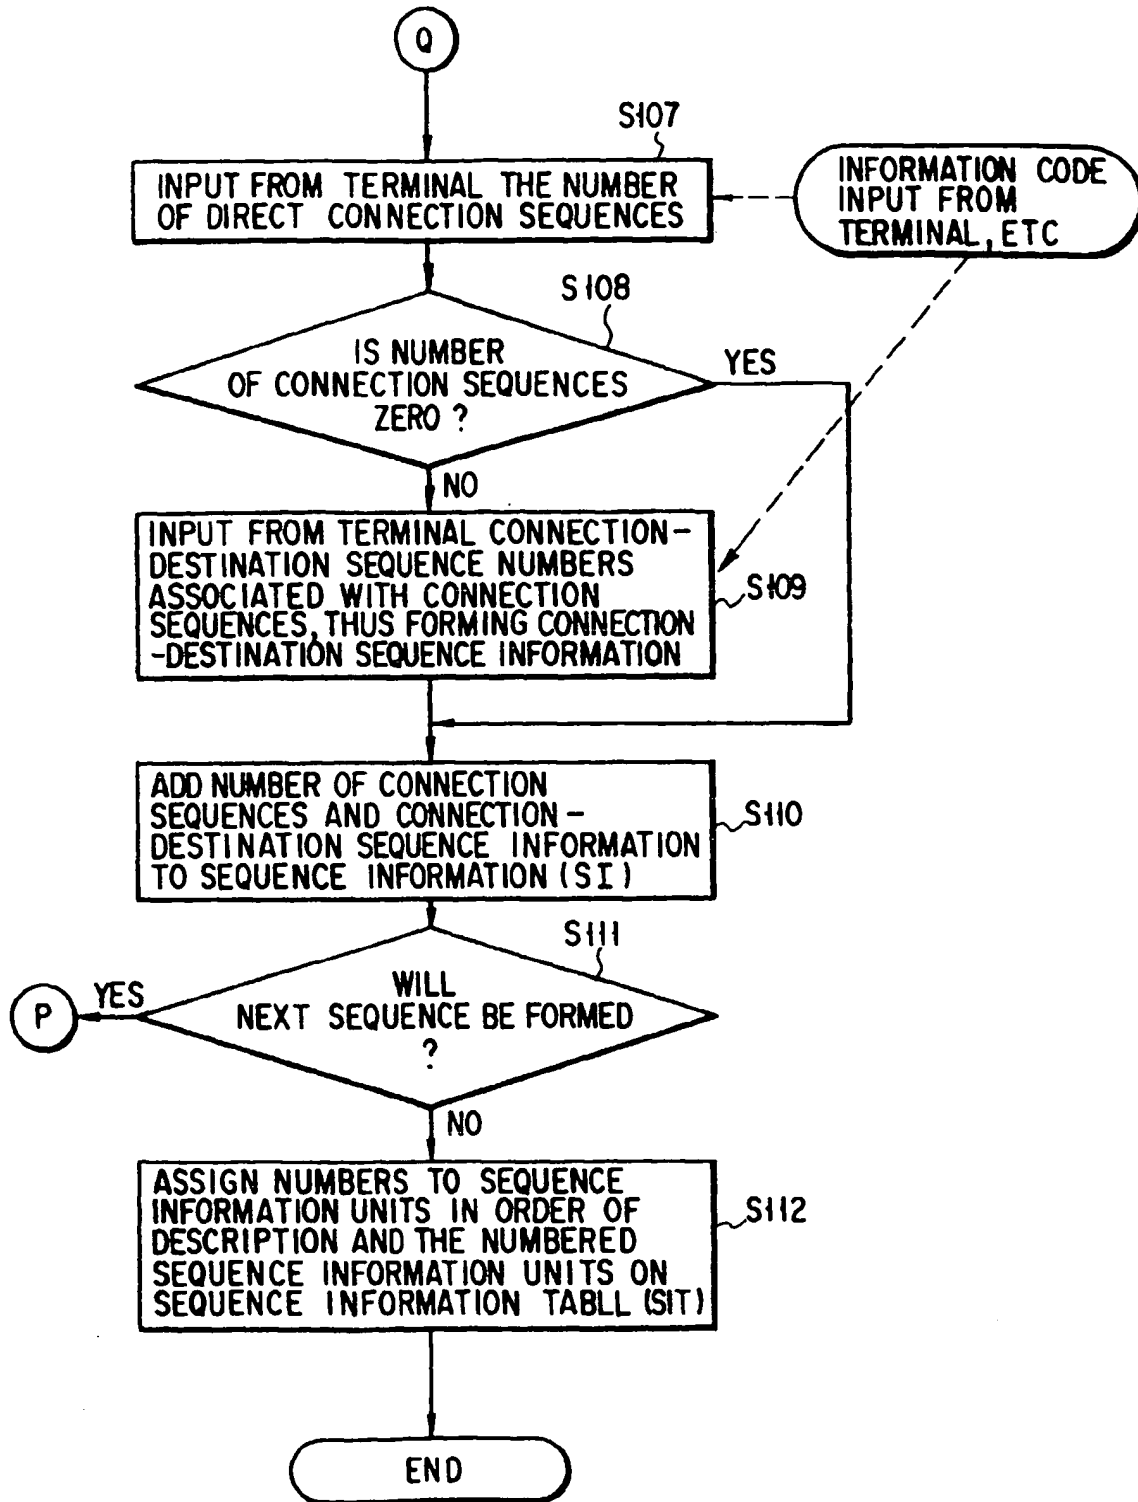 Q
S107
INPUT FROM TERMINAL THE NUMBER
OF DIRECT CONNECTION SEQUENCES
INFORMATION CODE
INPUT FROM
TERMINAL, ETC
S108
IS NUMBER
OF CONNECTION SEQUENCES
ZERO ?
YES
NO
INPUT FROM TERMINAL CONNECTION-
DESTINATION SEQUENCE NUMBERS
ASSOCIATED WITH CONNECTION
SEQUENCES, THUS FORMING CONNECTION
-DESTINATION SEQUENCE INFORMATION
S109
ADD NUMBER OF CONNECTION
SEQUENCES AND CONNECTION-
DESTINATION SEQUENCE INFORMATION
TO SEQUENCE INFORMATION (SI)
S110
S111
WILL
NEXT SEQUENCE BE FORMED
?
YES
P
NO
ASSIGN NUMBERS TO SEQUENCE
INFORMATION UNITS IN ORDER OF
DESCRIPTION AND THE NUMBERED
SEQUENCE INFORMATION UNITS ON
SEQUENCE INFORMATION TABLL (SIT)
S112
END